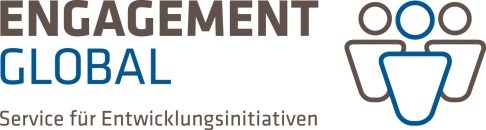 ENGAGEMENT
GLOBAL
Service für Entwicklungsinitiativen